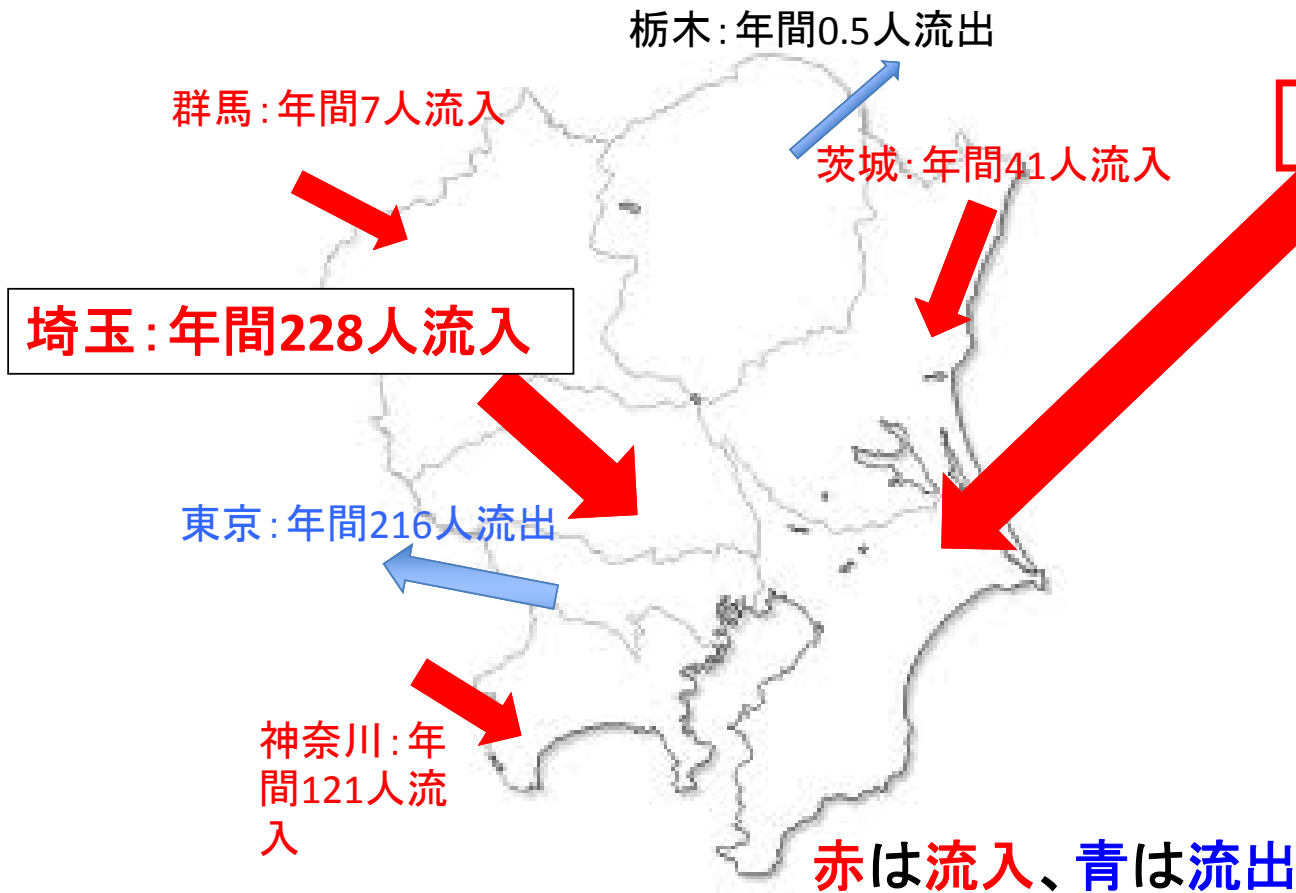 栃木：年間0.5人流出
群馬：年間7人流入
茨城：年間41人流入
埼玉：年間228人流入
東京：年間216人流出
神奈川：年
間121人流
入
赤は流入、青は流出